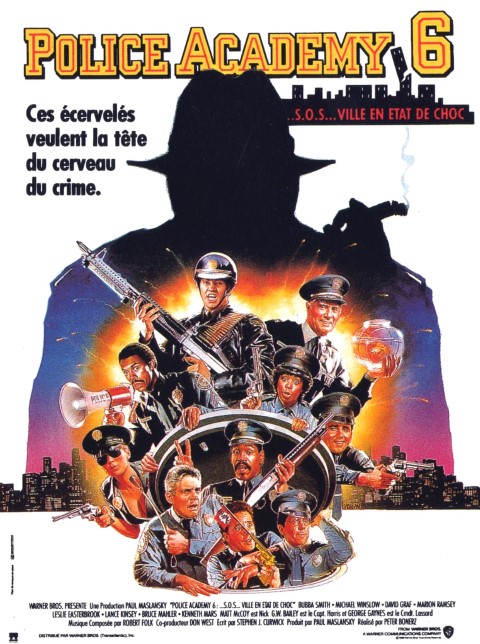 POLICE ACADEMY 6
...S.O.S... VILLE EN ETAT DE CHOC
Ces écervelés
veulent la tête
du cerveau
du crime.
POLICE
WARNER BROS. PRESENTE Une Production PAUL MASLANSKY "POLICE ACADEMY 6 : ...S.O.S... VILLE EN ETAT DE CHOC" BUBBA SMITH • MICHAEL WINSLOW • DAVID GRAF • MARION RAMSEY
LESLIE EASTERBROOK • LANCE KINSEY • BRUCE MAHLER • KENNETH MARS MATT McCOY est Nick G.W. BAILEY est le Capt. Harris et GEORGE GAYNES est le Cmdt. Lassard
Musique Composée par ROBERT FOLK Co-producteur DON WEST Ecrit par STEPHEN J. CURWICK Produit par PAUL MASLANSKY Réalisé par PETER BONERZ
DISTRIBUÉ PAR WARNER BROS. (Transatlantic), Inc.
FROM WARNER BROS.
A WARNER COMMUNICATIONS COMPANY